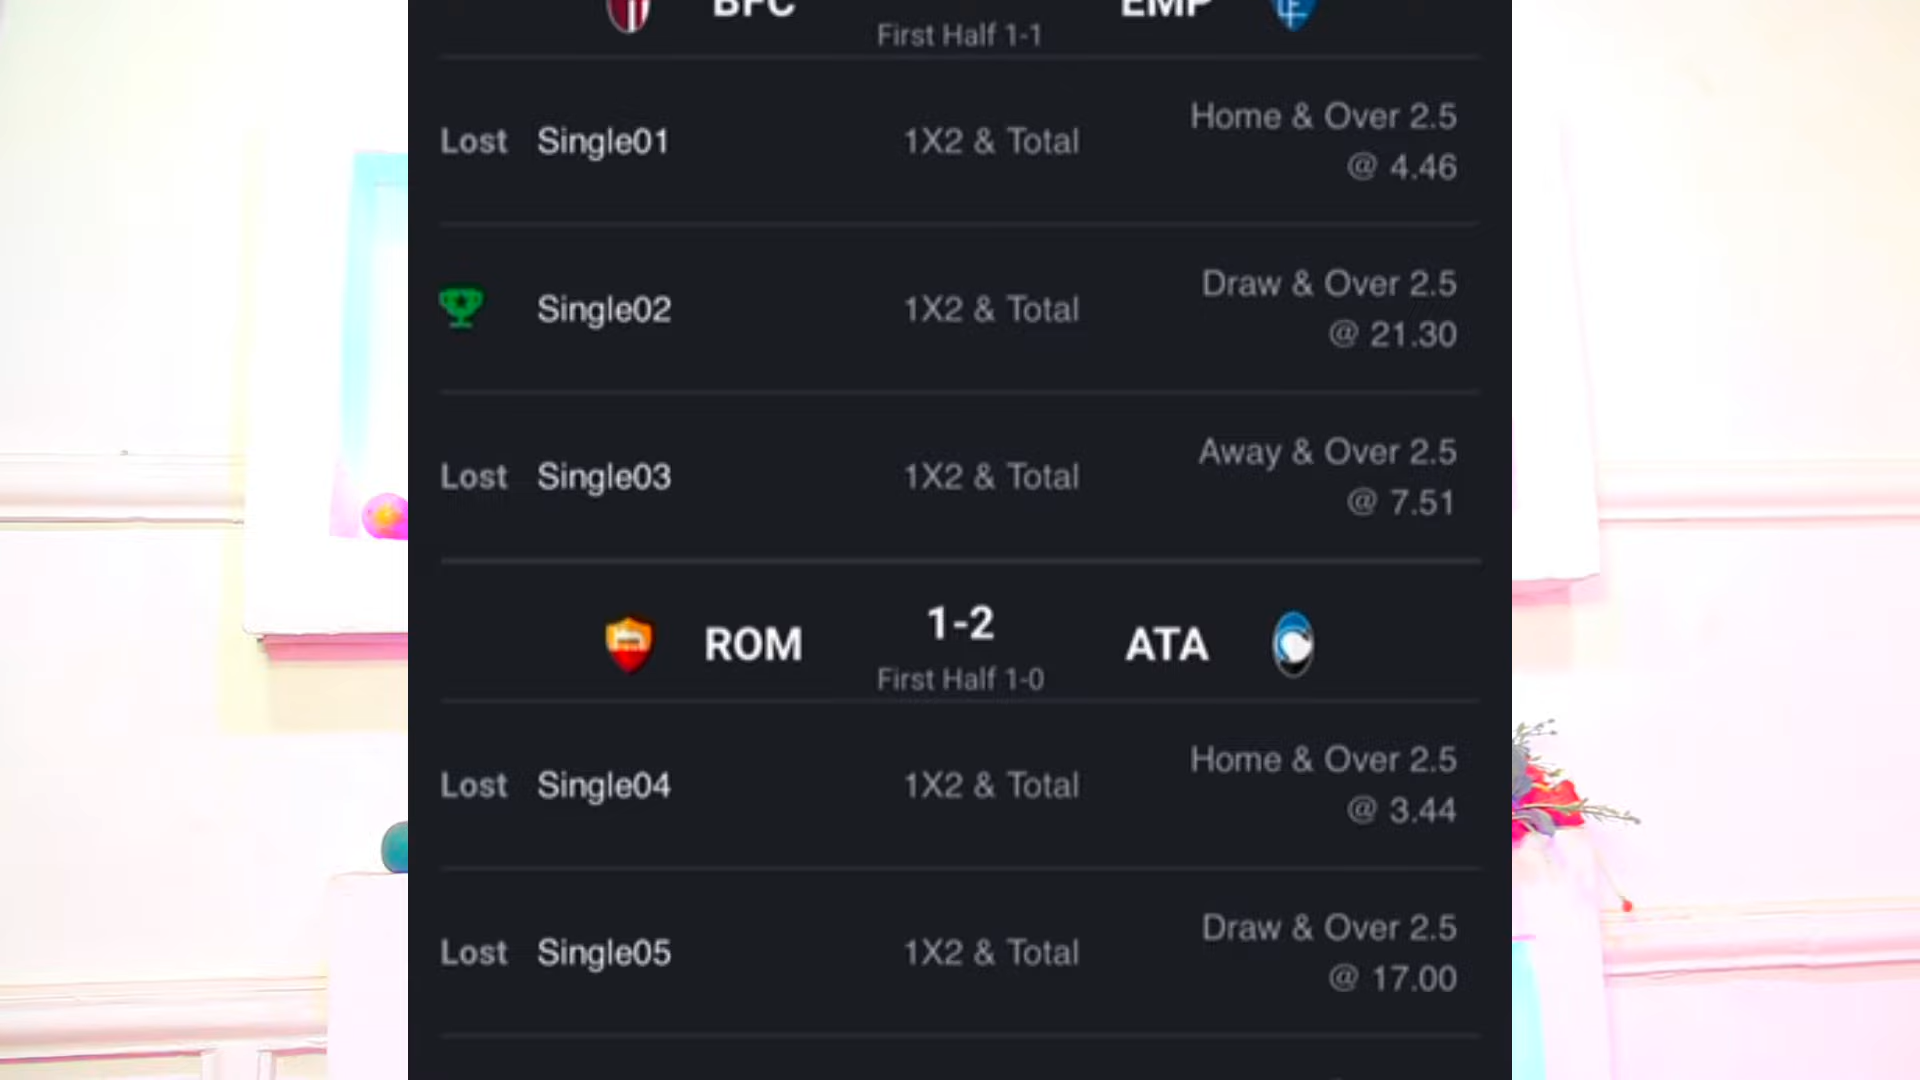 BFC EMP
First Half 1-1
Lost Single01 1X2 & Total Home & Over 2.5
@ 4.46
Single02 1X2 & Total Draw & Over 2.5
@ 21.30
Lost Single03 1X2 & Total Away & Over 2.5
@ 7.51
ROM 1-2 ATA
First Half 1-0
Lost Single04 1X2 & Total Home & Over 2.5
@ 3.44
Lost Single05 1X2 & Total Draw & Over 2.5
@ 17.00